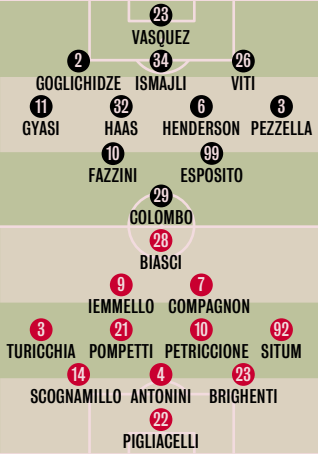 23
VASQUEZ
2 34 26
GOGLICHIDZE ISMAJLI VITI
11 32 6 3
GYASI HAAS HENDERSON PEZZELLA
10 99
FAZZINI ESPOSITO
29
COLOMBO
28
BIASCI
9 7
IEMMELLO COMPAGNON
3 21 10 92
TURICCHIA POMPETTI PETRICCIONE SITUM
14 4 23
SCOGNAMILLO ANTONINI BRIGHENTI
22
PIGLIACELLI